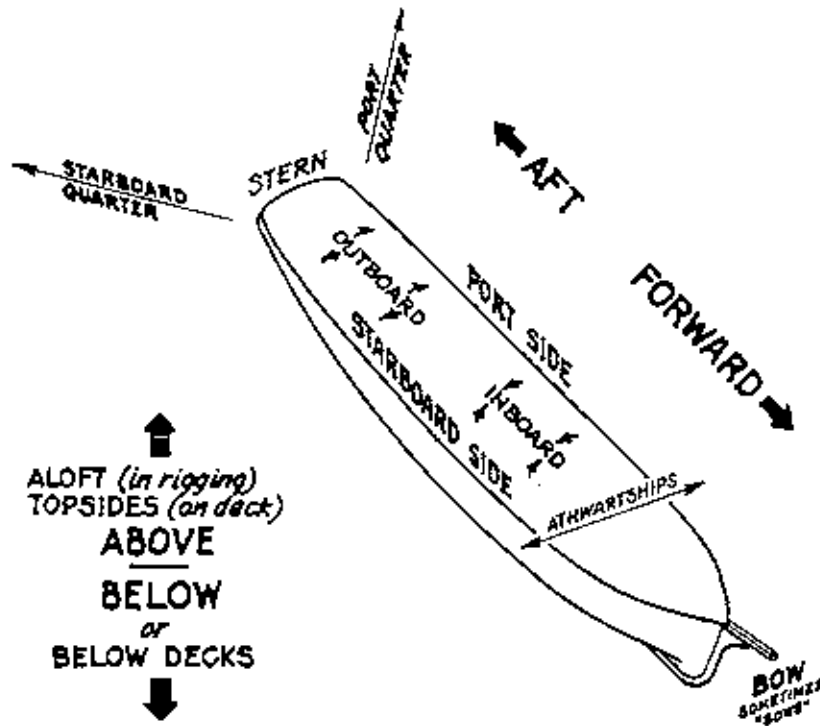 PORT
QUARTER
STARBOARD
QUARTER
STERN
AFT
OUTBOARD
PORT SIDE
FORWARD
STARBOARD SIDE
INBOARD
ATHWARTSHIPS
ALOFT (in rigging)
TOPSIDES (on deck)
ABOVE
BELOW
or
BELOW DECKS
BOW
SOMETIMES
"BOWS"